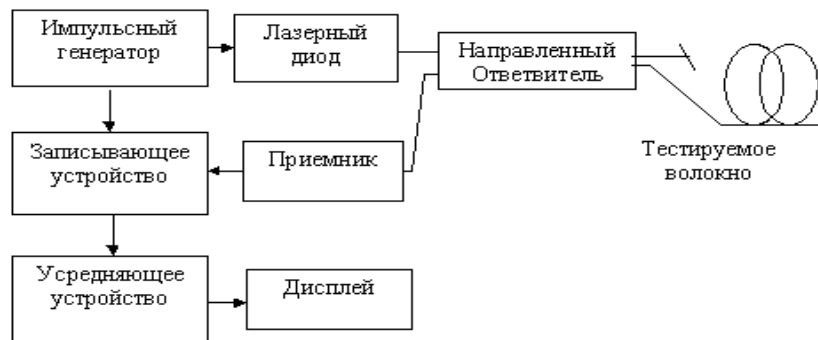 Импульсный
генератор
Лазерный
диод
Направленный
Ответвитель
Записывающее
устройство
Приемник
Тестируемое
волокно
Усредняющее
устройство
Дисплей